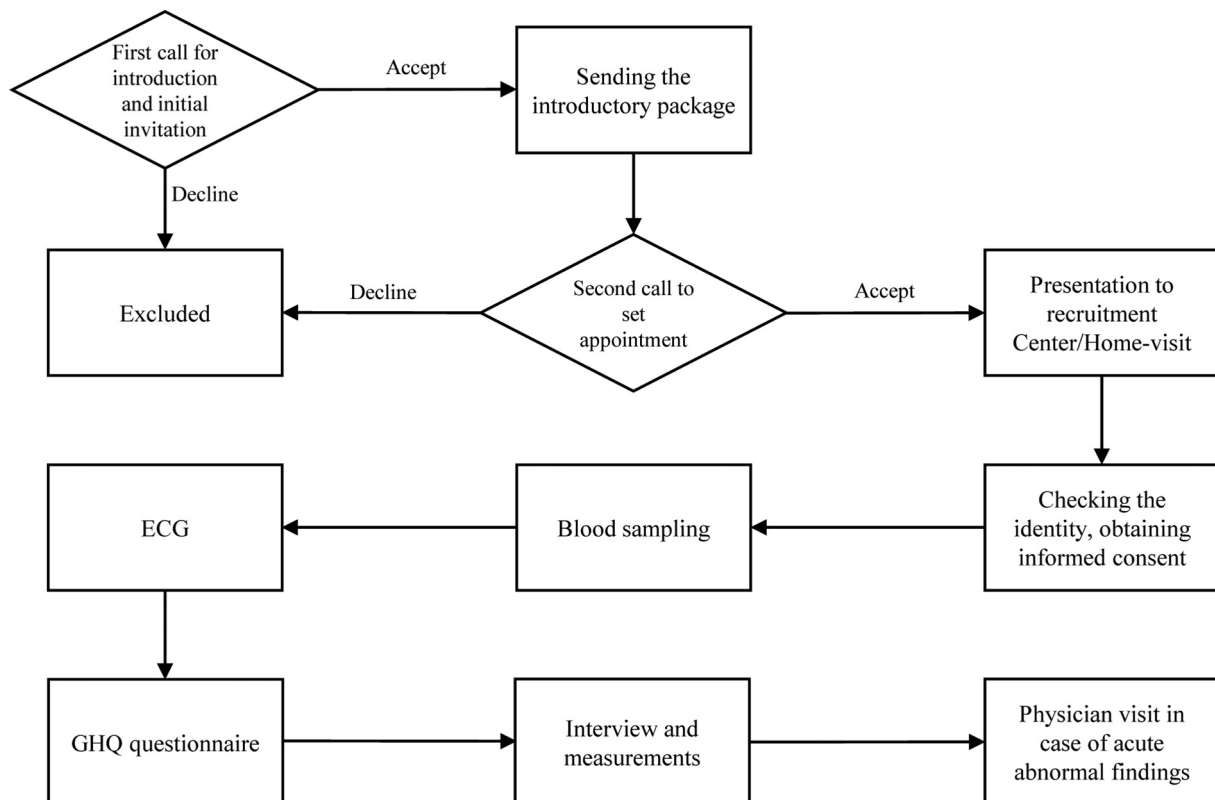 First call for
introduction
and initial
invitation
Accept
Sending the
introductory package
Decline
Excluded
Decline
Second call to
set
appointment
Accept
Presentation to
recruitment
Center/Home-visit
ECG
Blood sampling
Checking the
identity, obtaining
informed consent
GHQ questionnaire
Interview and
measurements
Physician visit in
case of acute
abnormal findings